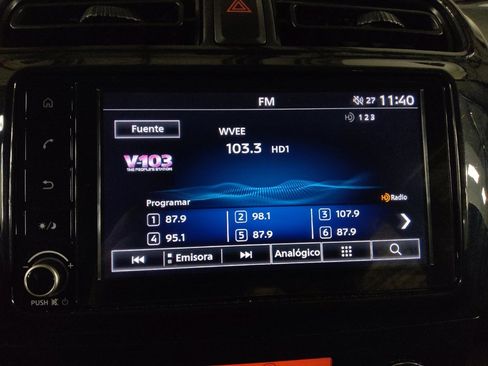 FM 27 11:40
Fuente
WVEE
HD 1 2 3
103.3 HD1
V-103
THE PEOPLE'S STATION
HD Radio
Programar
1 87.9 2 98.1 3 107.9
4 95.1 5 87.9 6 87.9
Emisora Analógico
PUSH